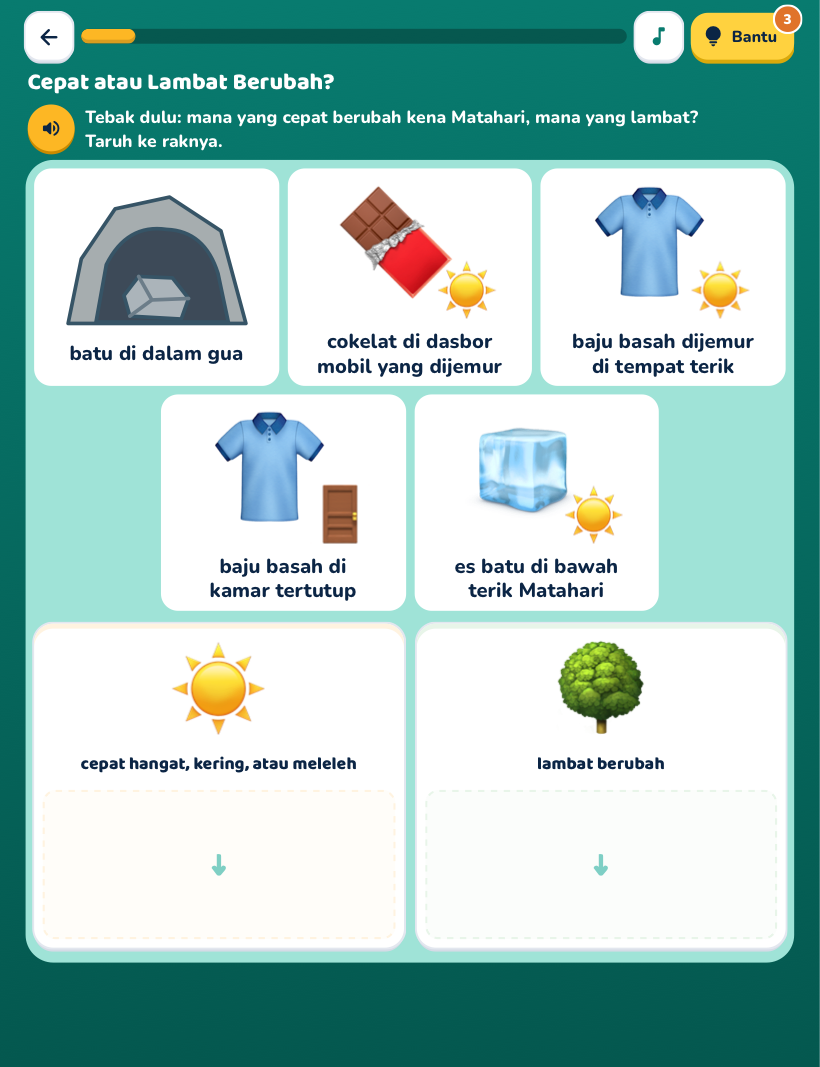 3
Bantu
Cepat atau Lambat Berubah?
Tebak dulu: mana yang cepat berubah kena Matahari, mana yang lambat?
Taruh ke raknya.
batu di dalam gua
cokelat di dasbor
mobil yang dijemur
baju basah dijemur
di tempat terik
baju basah di
kamar tertutup
es batu di bawah
terik Matahari
cepat hangat, kering, atau meleleh
lambat berubah